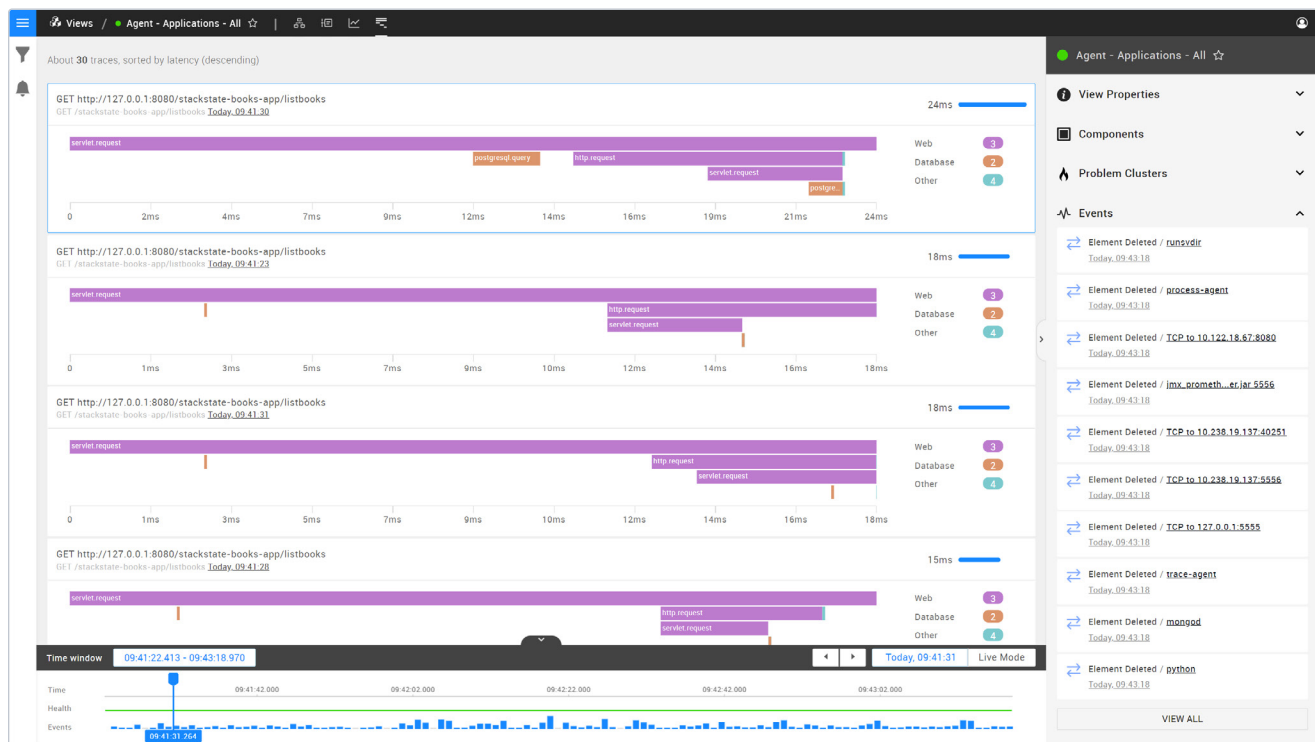 Views / Agent - Applications - All
About 30 traces, sorted by latency (descending)
GET http://127.0.0.1:8080/stackstate-books-app/listbooks
GET /stackstate-books-app/listbooks Today, 09:41:30
24ms
servlet.request
postgresql.query
http.request
servlet.request
postgre...
Web 3
Database 2
Other 4
0 2ms 4ms 7ms 9ms 12ms 14ms 16ms 19ms 21ms 24ms
GET http://127.0.0.1:8080/stackstate-books-app/listbooks
GET /stackstate-books-app/listbooks Today, 09:41:23
18ms
servlet.request
http.request
servlet.request
Web 3
Database 2
Other 4
0 1ms 3ms 5ms 7ms 9ms 10ms 12ms 14ms 16ms 18ms
GET http://127.0.0.1:8080/stackstate-books-app/listbooks
GET /stackstate-books-app/listbooks Today, 09:41:31
18ms
servlet.request
http.request
servlet.request
Web 3
Database 2
Other 4
0 1ms 3ms 5ms 7ms 9ms 10ms 12ms 14ms 16ms 18ms
GET http://127.0.0.1:8080/stackstate-books-app/listbooks
GET /stackstate-books-app/listbooks Today, 09:41:28
15ms
servlet.request
http.request
servlet.request
Web 3
Database 2
Other 4
Time window 09:41:22.413 - 09:43:18.970
Today, 09:41:31 Live Mode
Time 09:41:42.000 09:42:02.000 09:42:22.000 09:42:42.000 09:43:02.000
Health
Events
09:41:31.264
Agent - Applications - All
View Properties
Components
Problem Clusters
Events
Element Deleted / runsvdir
Today, 09:43:18
Element Deleted / process-agent
Today, 09:43:18
Element Deleted / TCP to 10.122.18.67:8080
Today, 09:43:18
Element Deleted / jmx_prometh...er.jar 5556
Today, 09:43:18
Element Deleted / TCP to 10.238.19.137:40251
Today, 09:43:18
Element Deleted / TCP to 10.238.19.137:5556
Today, 09:43:18
Element Deleted / TCP to 127.0.0.1:5555
Today, 09:43:18
Element Deleted / trace-agent
Today, 09:43:18
Element Deleted / mongod
Today, 09:43:18
Element Deleted / python
Today, 09:43:18
VIEW ALL